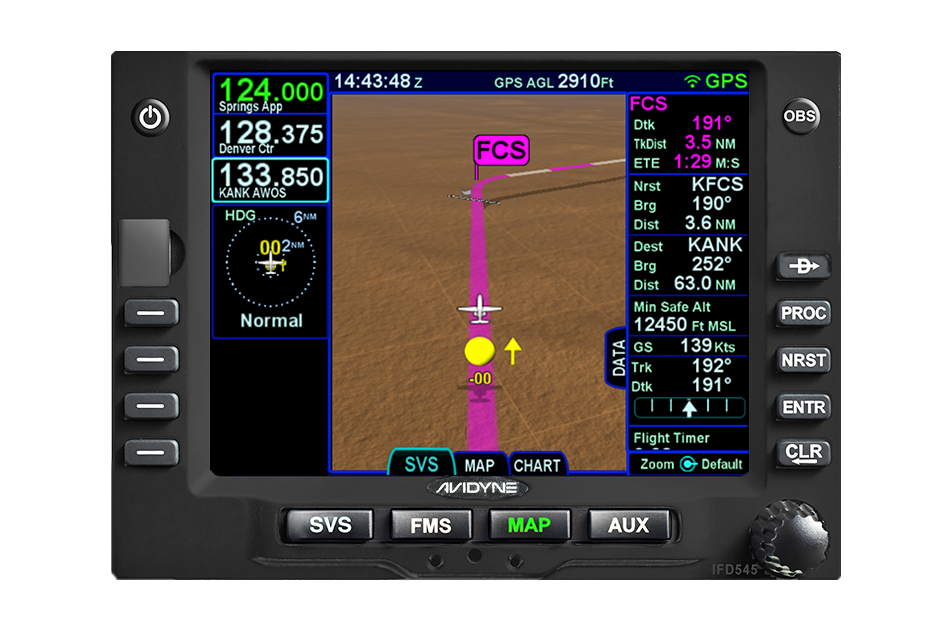 124.000
Springs App
128.375
Denver Ctr
133.850
KANK AWOS
HDG 6NM
00 2NM
Normal
14:43:48 Z GPS AGL 2910Ft GPS
FCS
-00
FCS
Dtk 191°
TkDist 3.5 NM
ETE 1:29 M:S
Nrst KFCS
Brg 190°
Dist 3.6 NM
Dest KANK
Brg 252°
Dist 63.0 NM
Min Safe Alt
12450 Ft MSL
GS 139 Kts
Trk 192°
Dtk 191°
Flight Timer
DATA
SVS MAP CHART
Zoom Default
OBS
D
PROC
NRST
ENTR
CLR
AVIDYNE
SVS FMS MAP AUX
IFD545